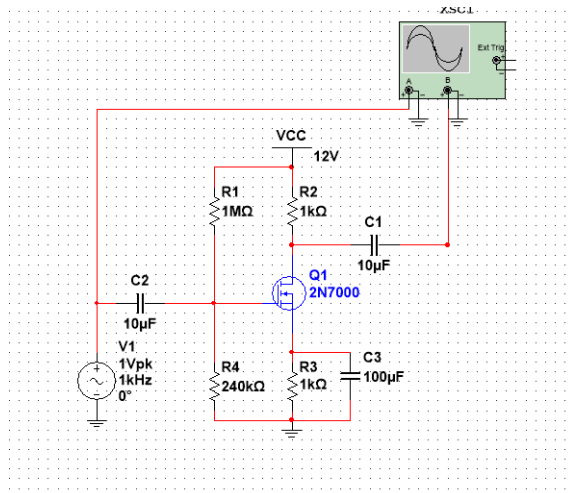 XSC1
Ext Trig
+
-
A
B
+ -
+ -
VCC
12V
R1
1MΩ
R2
1kΩ
C1
10µF
Q1
2N7000
C2
10µF
V1
1Vpk
1kHz
0°
R4
240kΩ
R3
1kΩ
C3
100µF